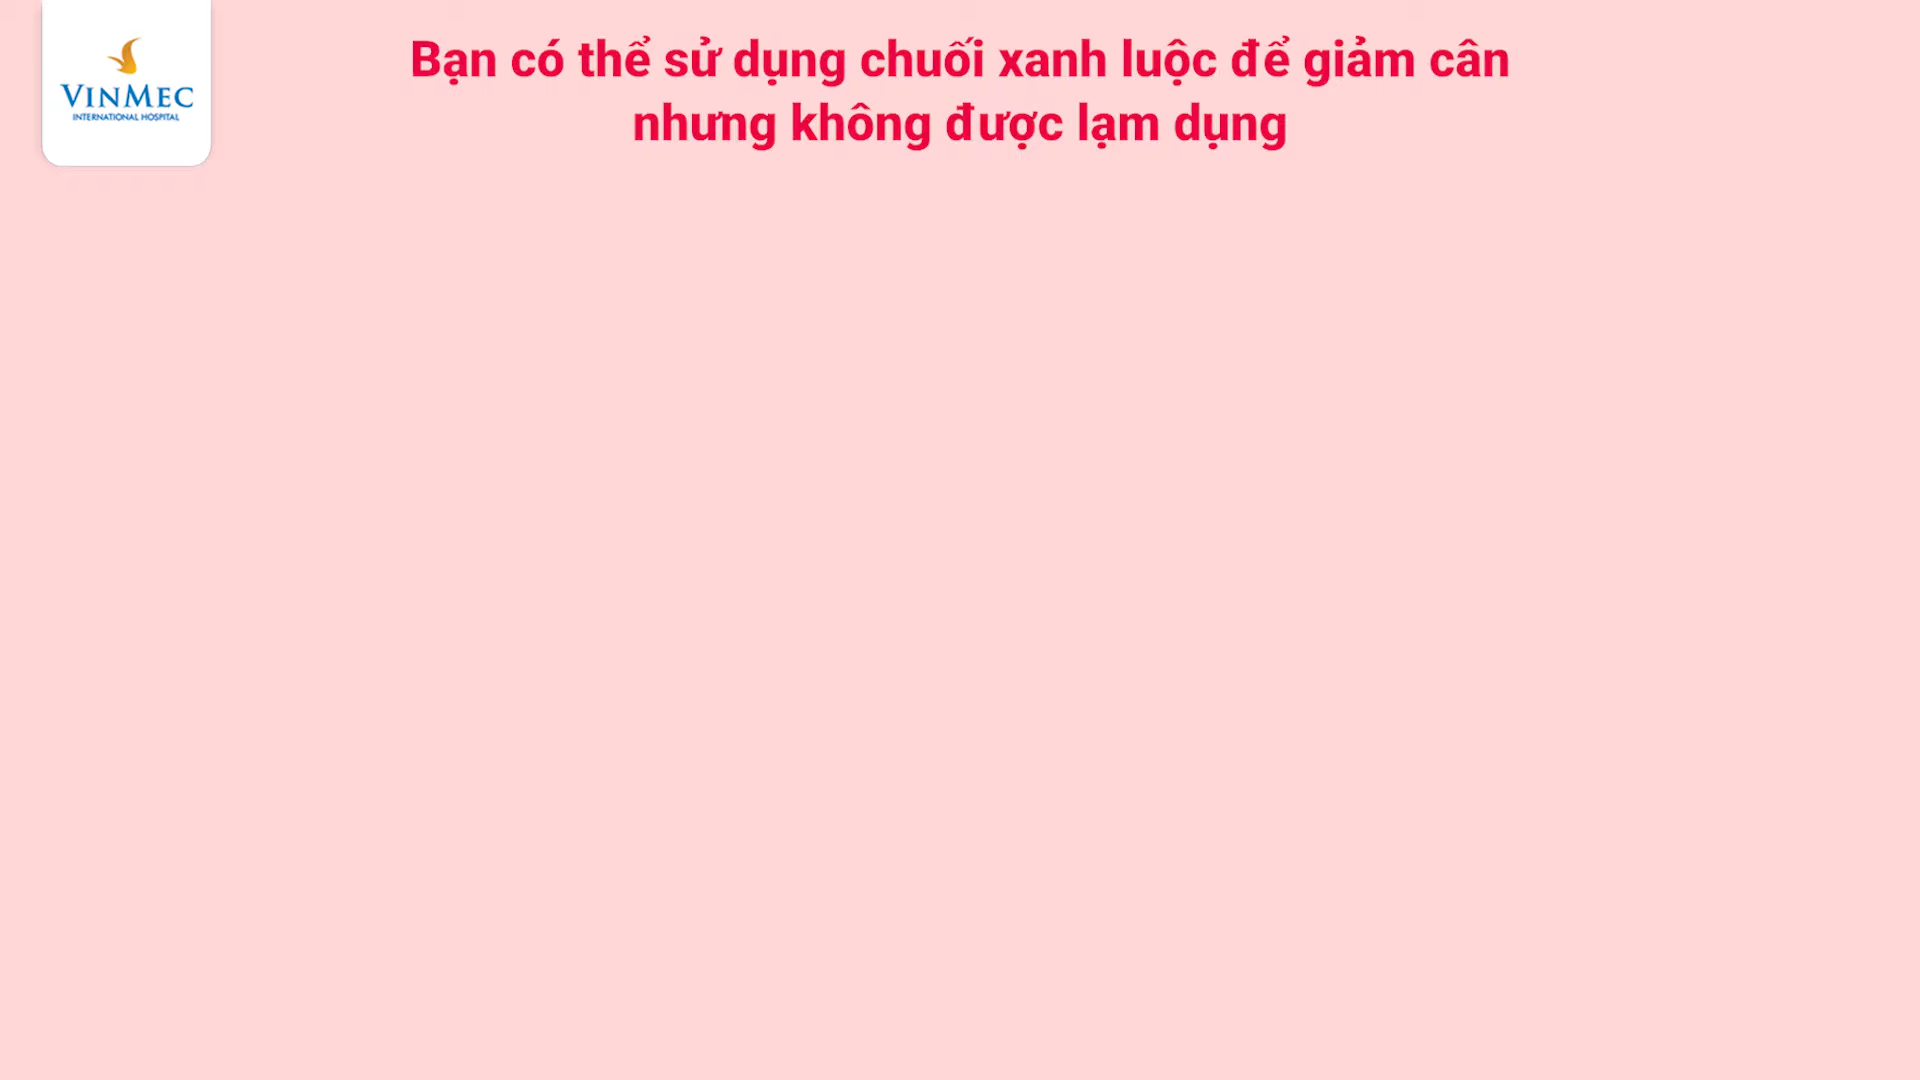 VINMEC
INTERNATIONAL HOSPITAL
Bạn có thể sử dụng chuối xanh luộc để giảm cân
nhưng không được lạm dụng